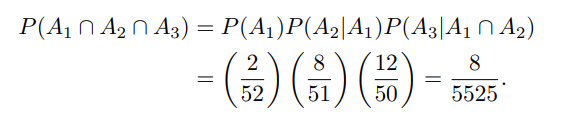 P(A₁ ∩ A₂ ∩ A₃) = P(A₁)P(A₂|A₁)P(A₃|A₁ ∩ A₂)
= (2/52) (8/51) (12/50) = 8/5525.